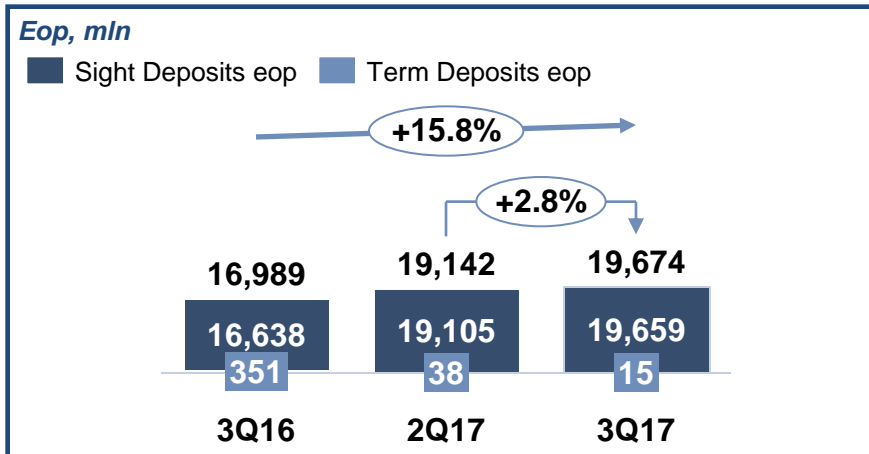 Eop, mln
Sight Deposits eop Term Deposits eop
+15.8%
+2.8%
16,989 19,142 19,674
16,638 19,105 19,659
351 38 15
3Q16 2Q17 3Q17